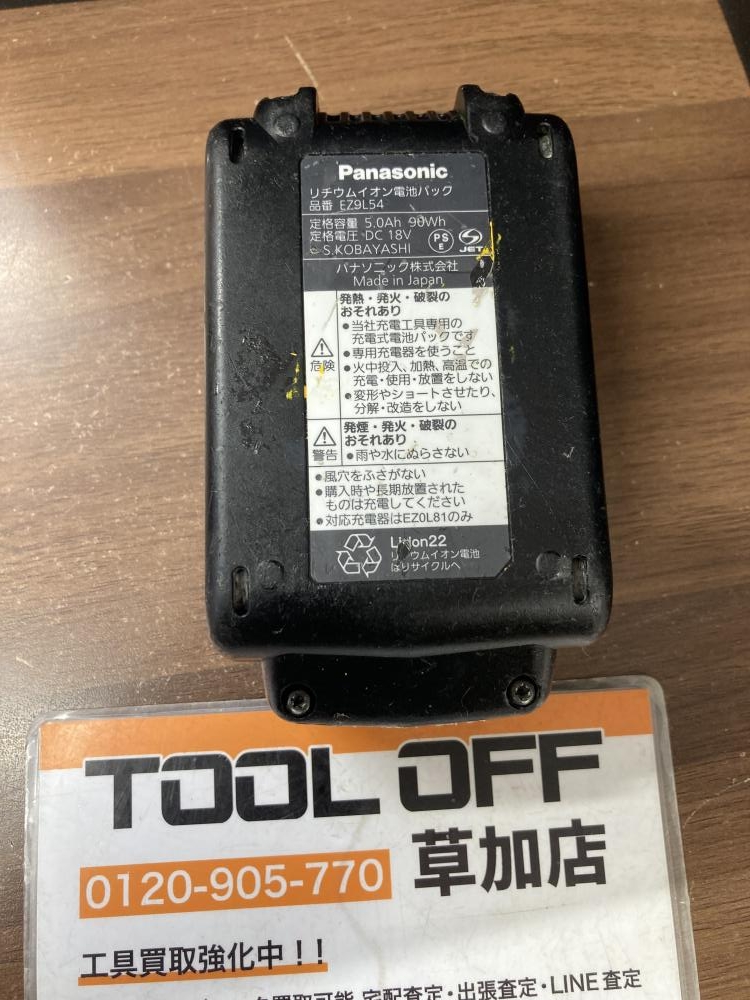 Panasonic
リチウムイオン電池パック
品番 EZ9L54
定格容量 5.0Ah 90Wh
定格電圧 DC 18V
S.KOBAYASHI
PS
E
JET
パナソニック株式会社
Made in Japan
危険
発熱・発火・破裂の
おそれあり
●当社充電工具専用の
充電式電池パックです
●専用充電器を使うこと
●火中投入、加熱、高温での
充電・使用・放置をしない
●変形やショートさせたり、
分解・改造をしない
警告
発煙・発火・破裂の
おそれあり
●雨や水にぬらさない
●風穴をふさがない
●購入時や長期放置された
ものは充電してください
●対応充電器はEZ0L81のみ
Li-ion22
リチウムイオン電池
はリサイクルへ
TOOL OFF
0120-905-770 草加店
工具買取強化中!!
買取可能 宅配査定・出張査定・LINE査定